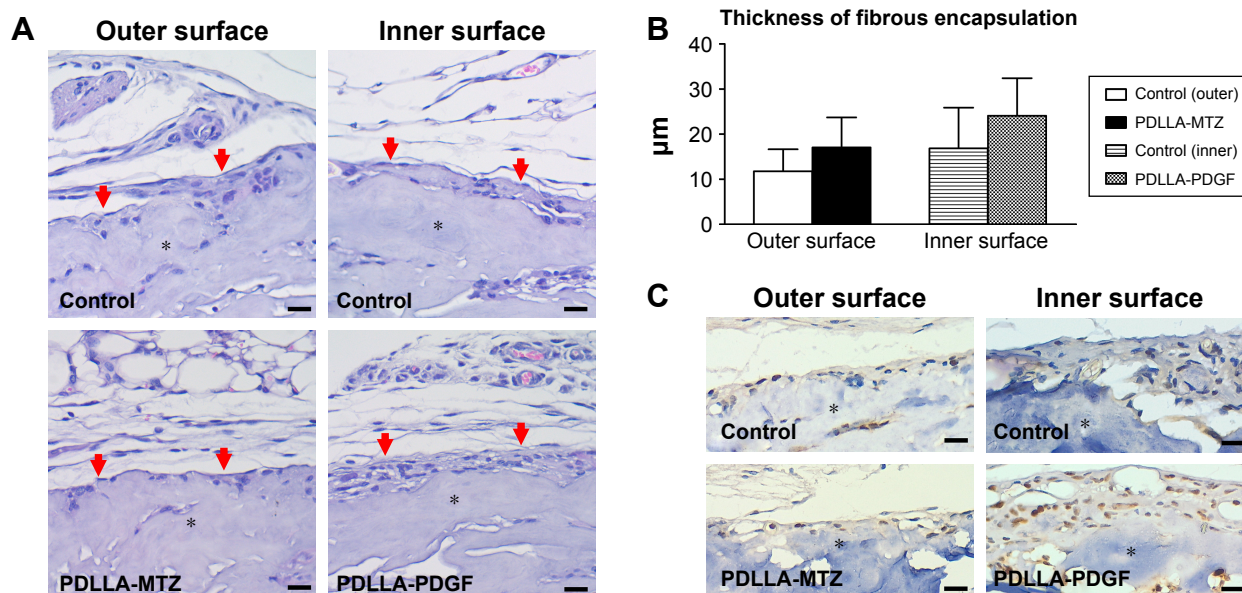 A
Outer surface
Inner surface
Control
*
Control
*
PDLLA-MTZ
*
PDLLA-PDGF
*
B
Thickness of fibrous encapsulation
µm
40
30
20
10
0
Outer surface
Inner surface
Control (outer)
PDLLA-MTZ
Control (inner)
PDLLA-PDGF
C
Outer surface
Inner surface
*
Control
*
Control
*
PDLLA-MTZ
*
PDLLA-PDGF